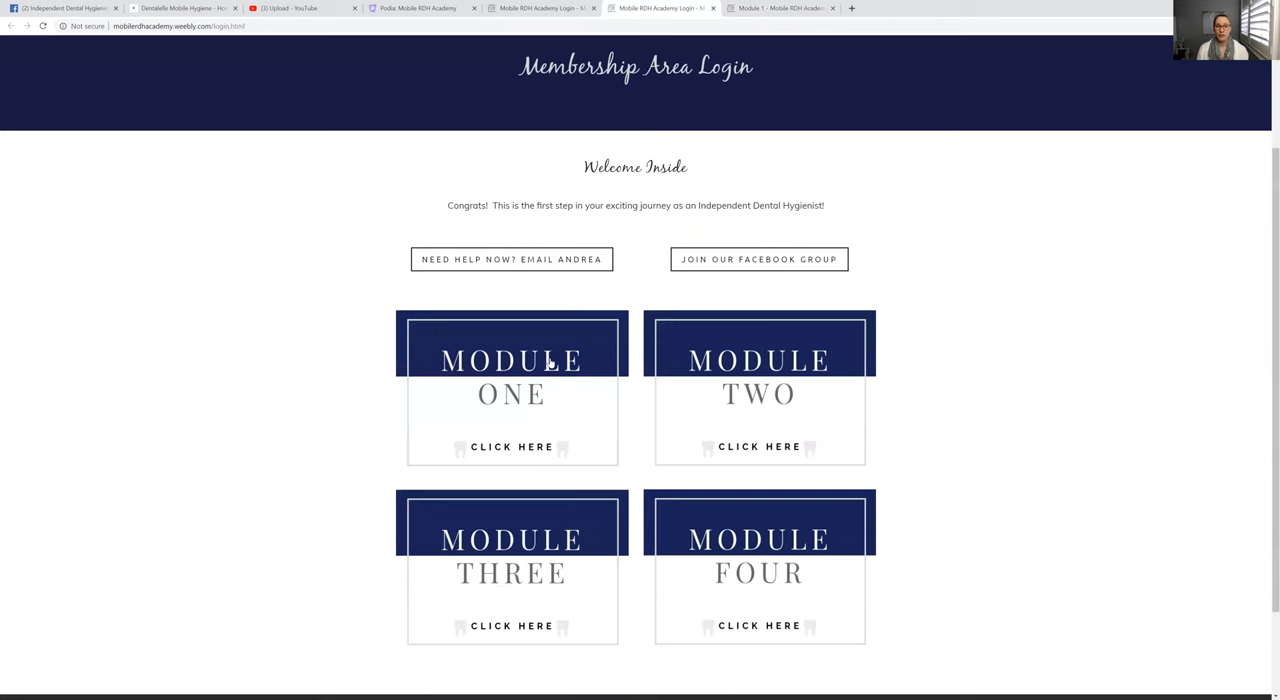 (2) Independent Dental Hygieni
Dentalelle Mobile Hygiene - Ho
(3) Upload - YouTube
Podia: Mobile RDH Academy
Mobile RDH Academy Login - M
Mobile RDH Academy Login - M
Module 1 - Mobile RDH Academ
Not secure | mobilerdhacademy.weebly.com/login.html
Membership Area Login
Welcome Inside
Congrats! This is the first step in your exciting journey as an Independent Dental Hygienist!
NEED HELP NOW? EMAIL ANDREA
JOIN OUR FACEBOOK GROUP
MODULE
ONE
CLICK HERE
MODULE
TWO
CLICK HERE
MODULE
THREE
CLICK HERE
MODULE
FOUR
CLICK HERE